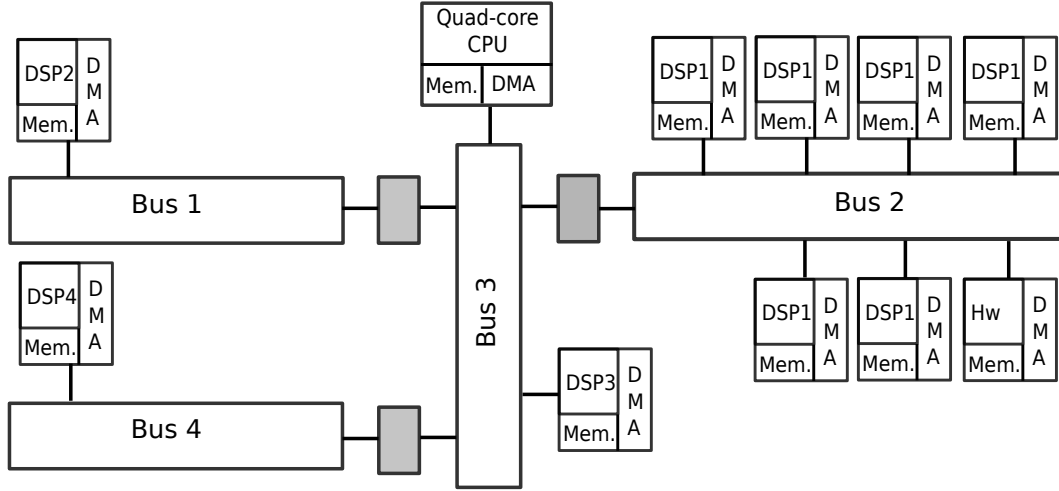 Quad-core
CPU
Mem. DMA
DSP2
Mem.
D
M
A
DSP1
Mem.
D
M
A
DSP1
Mem.
D
M
A
DSP1
Mem.
D
M
A
DSP1
Mem.
D
M
A
Bus 1
Bus 2
Bus 3
DSP4
Mem.
D
M
A
DSP1
Mem.
D
M
A
DSP1
Mem.
D
M
A
Hw
Mem.
D
M
A
DSP3
Mem.
D
M
A
Bus 4